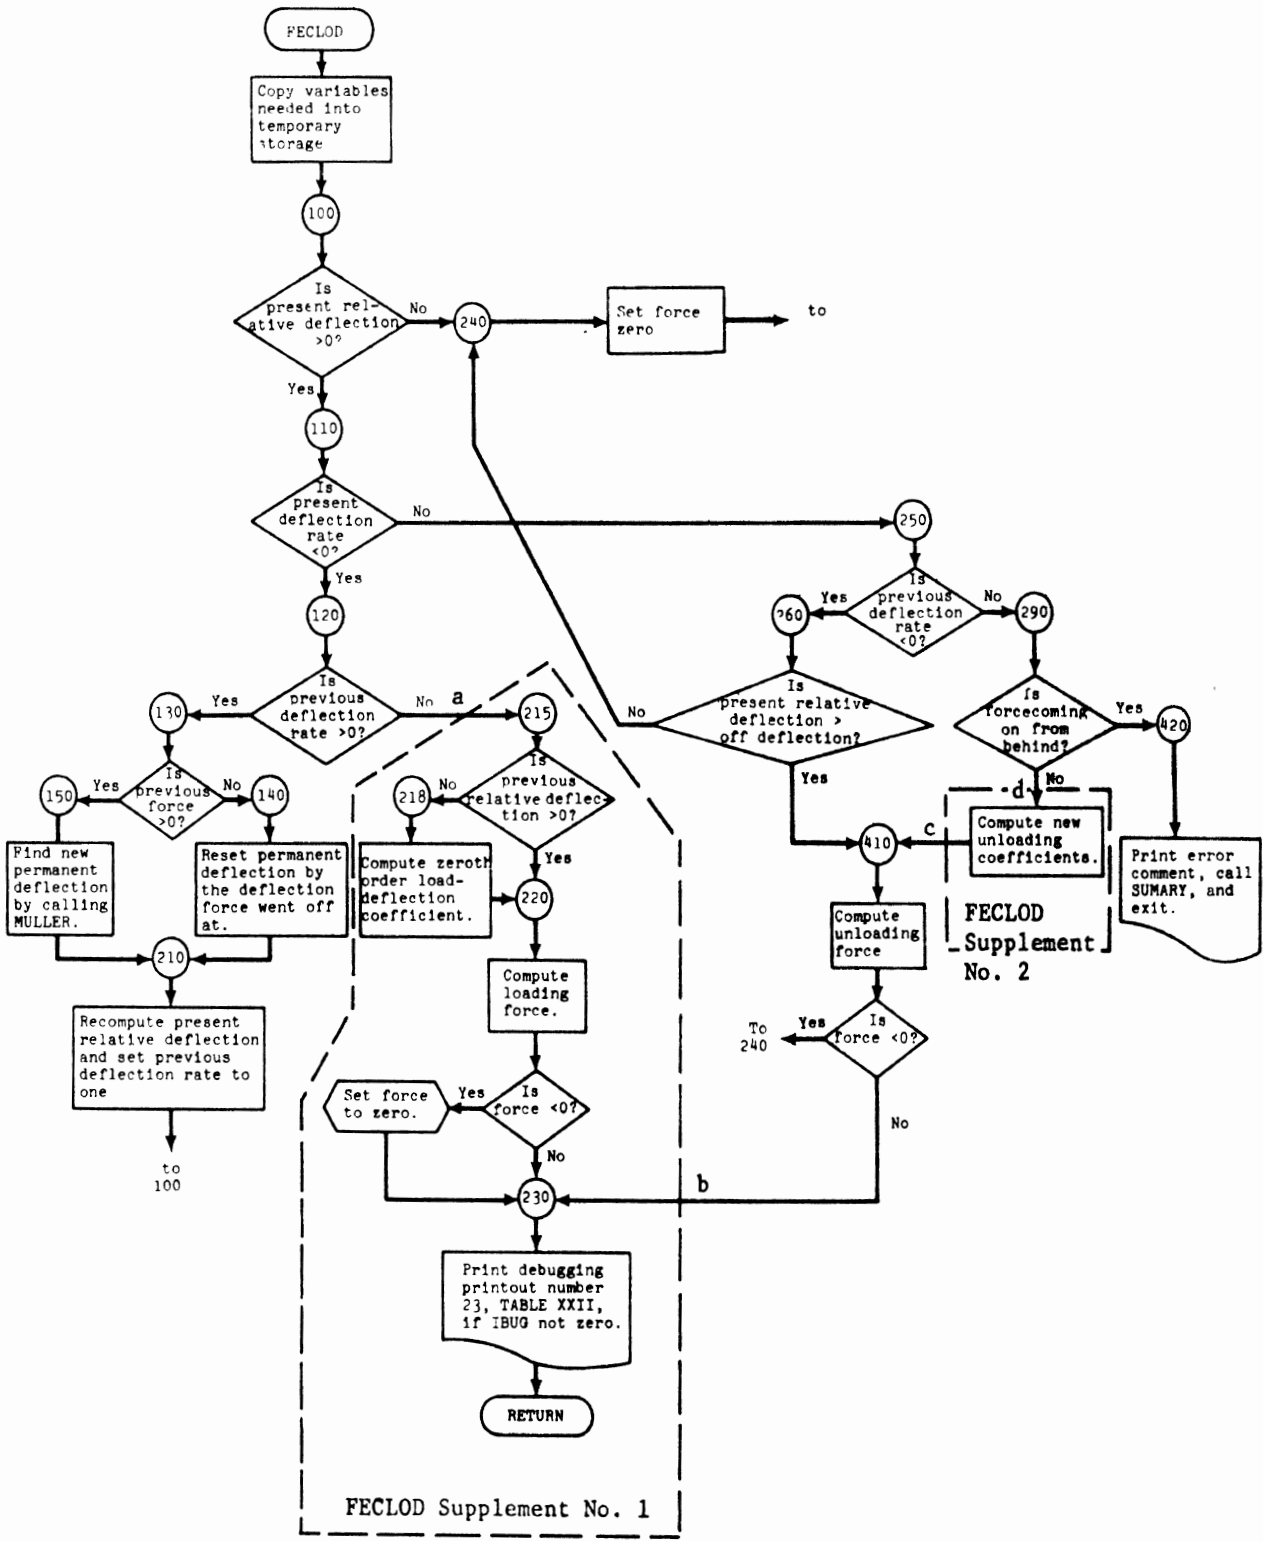 FECLOD
Copy variables
needed into
temporary
storage
100
Is
present rel-
ative deflection
>0?
No
240
Set force
zero
to
Yes
110
Is
present
deflection
rate
<0?
No
250
Yes
120
Is
previous
deflection
rate
<0?
Yes
260
No
290
Is
previous
deflection
rate >0?
Yes
130
No
a
215
Is
present relative
deflection >
off deflection?
No
Yes
Is
forcecoming
on from
behind?
Yes
420
No
d
Is
previous
force
>0?
Yes
150
No
140
Is
previous
relative deflec-
tion >0?
No
218
Yes
Find new
permanent
deflection
by calling
MULLER.
Reset permanent
deflection by
the deflection
force went off
at.
Compute zeroth
order load-
deflection
coefficient.
220
410
c
Compute new
unloading
coefficients.
Print error
comment, call
SUMARY, and
exit.
FECLOD
Supplement
No. 2
210
Compute
loading
force.
Compute
unloading
force
Recompute present
relative deflection
and set previous
deflection rate to
one
to
100
Is
force <0?
Yes
To
240
No
Is
force <0?
Yes
Set force
to zero.
No
230
b
Print debugging
printout number
23, TABLE XXII,
if IBUG not zero.
RETURN
FECLOD Supplement No. 1